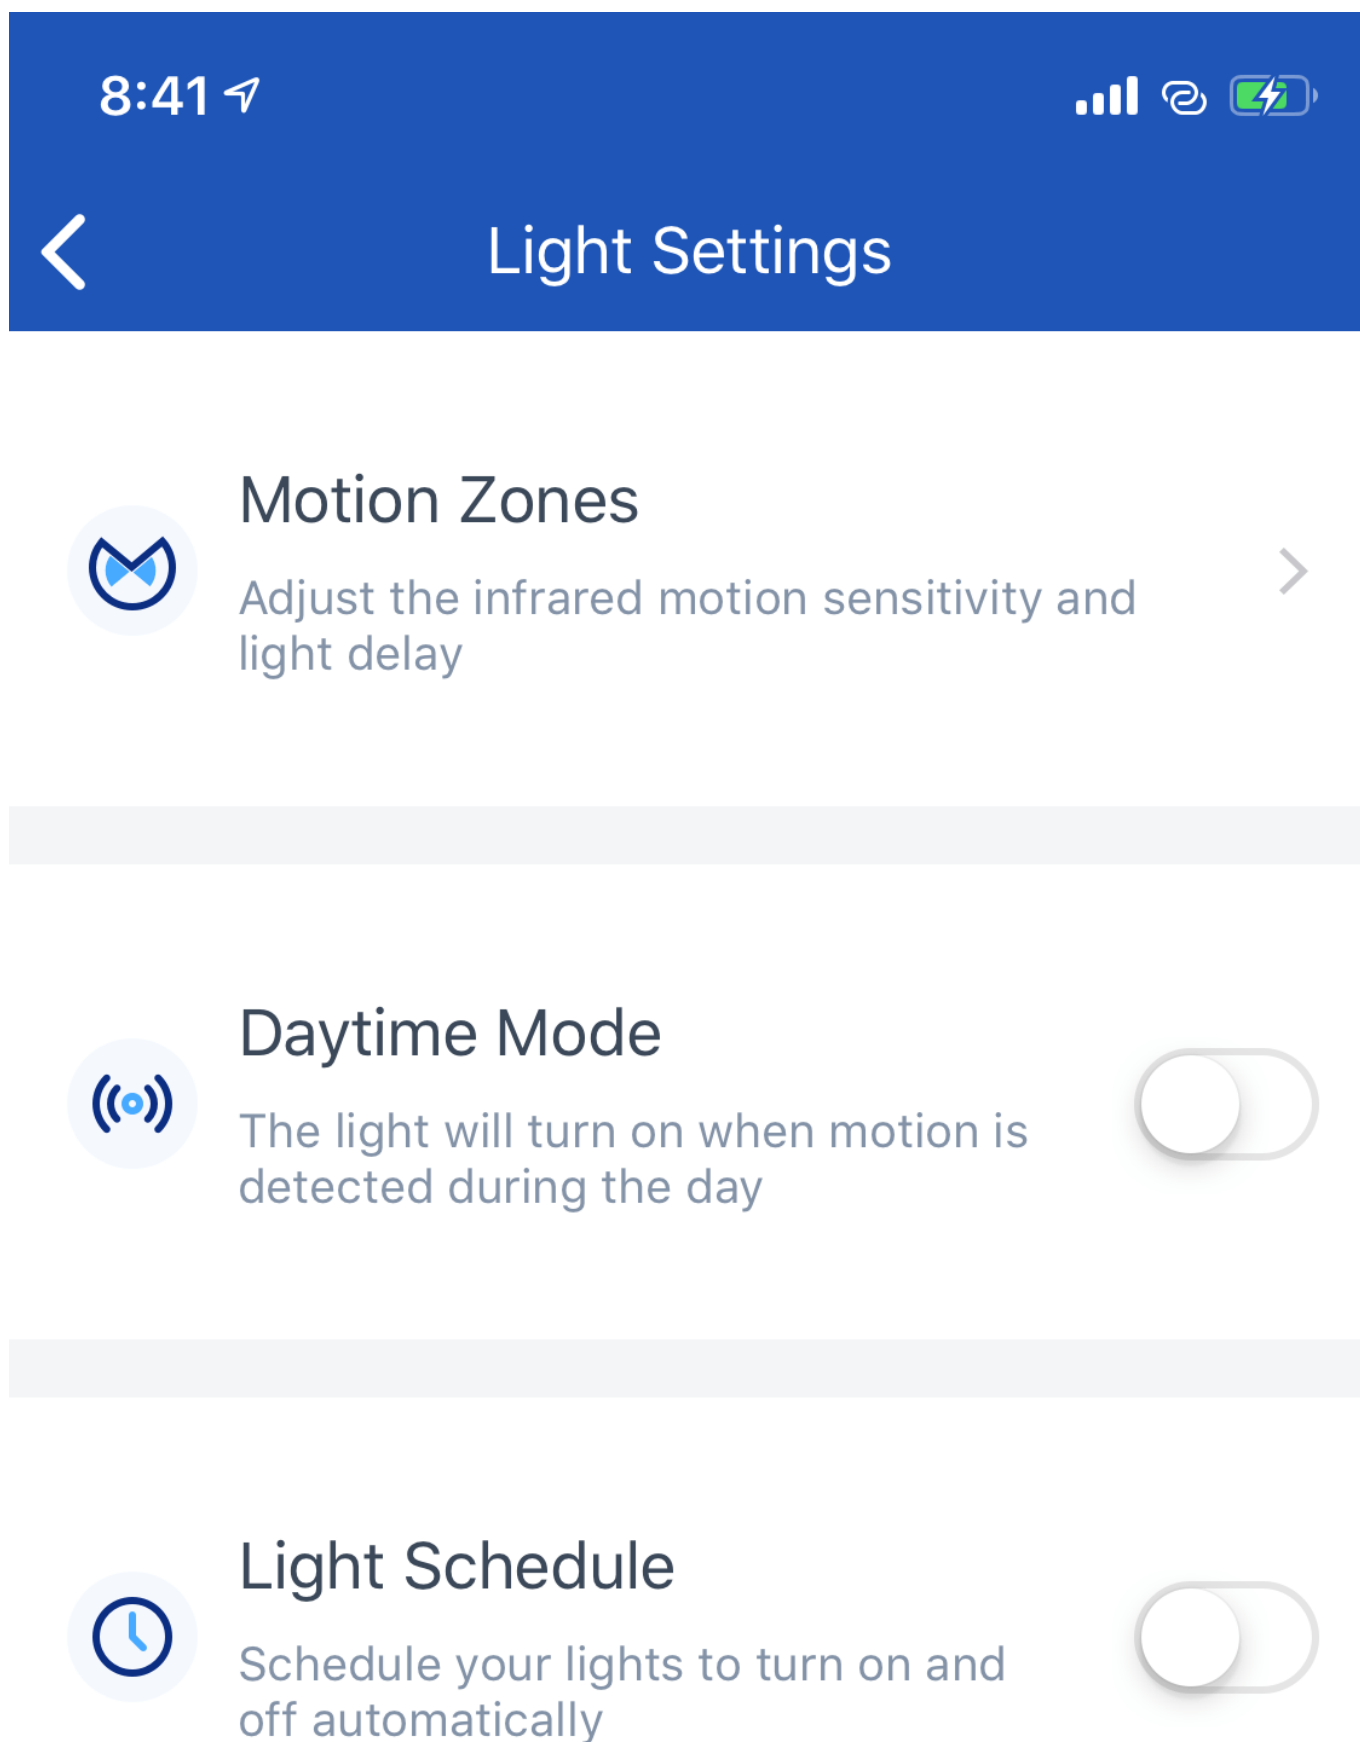 8:41
Light Settings
Motion Zones
Adjust the infrared motion sensitivity and
light delay
Daytime Mode
The light will turn on when motion is
detected during the day
Light Schedule
Schedule your lights to turn on and
off automatically